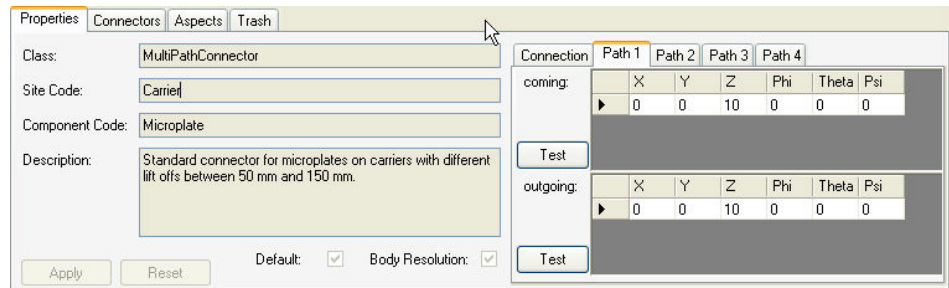 Properties Connectors Aspects Trash
Class: MultiPathConnector
Site Code: Carrier
Component Code: Microplate
Description: Standard connector for microplates on carriers with different
lift offs between 50 mm and 150 mm.
Default: Body Resolution:
Apply Reset
Connection Path 1 Path 2 Path 3 Path 4
coming: X Y Z Phi Theta Psi
0 0 10 0 0 0
Test
outgoing: X Y Z Phi Theta Psi
0 0 10 0 0 0
Test